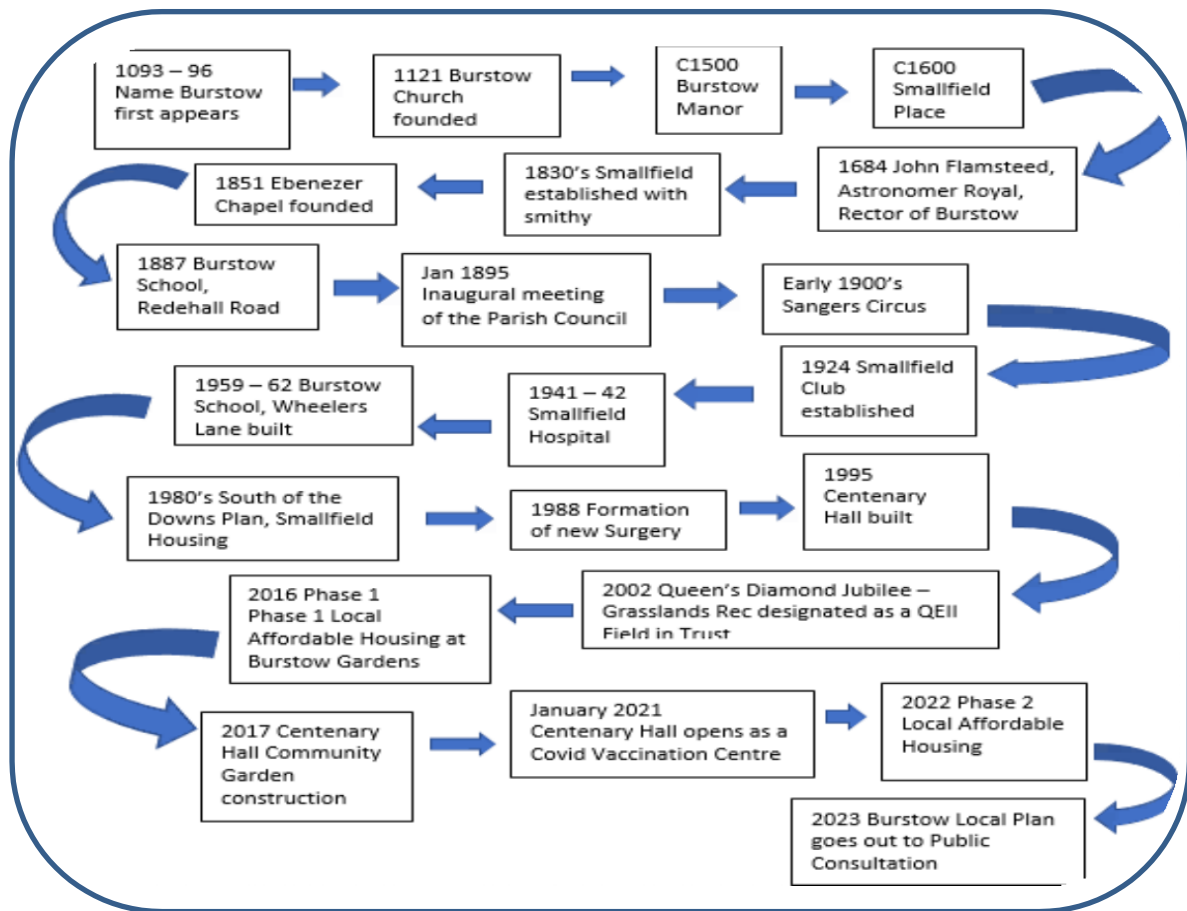 1093 – 96
Name Burstow
first appears
1121 Burstow
Church
founded
C1500
Burstow
Manor
C1600
Smallfield
Place
1684 John Flamsteed,
Astronomer Royal,
Rector of Burstow
1830's Smallfield
established with
smithy
1851 Ebenezer
Chapel founded
1887 Burstow
School,
Redehall Road
Jan 1895
Inaugural meeting
of the Parish Council
Early 1900's
Sangers Circus
1924 Smallfield
Club
established
1941 – 42
Smallfield
Hospital
1959 – 62 Burstow
School, Wheelers
Lane built
1980's South of the
Downs Plan, Smallfield
Housing
1988 Formation
of new Surgery
1995
Centenary
Hall built
2002 Queen's Diamond Jubilee –
Grasslands Rec designated as a QEII
Field in Trust
2016 Phase 1
Phase 1 Local
Affordable Housing at
Burstow Gardens
2017 Centenary
Hall Community
Garden
construction
January 2021
Centenary Hall opens as a
Covid Vaccination Centre
2022 Phase 2
Local Affordable
Housing
2023 Burstow Local Plan
goes out to Public
Consultation